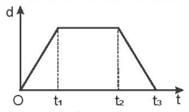 d
O t₁ t₂ t₃ t